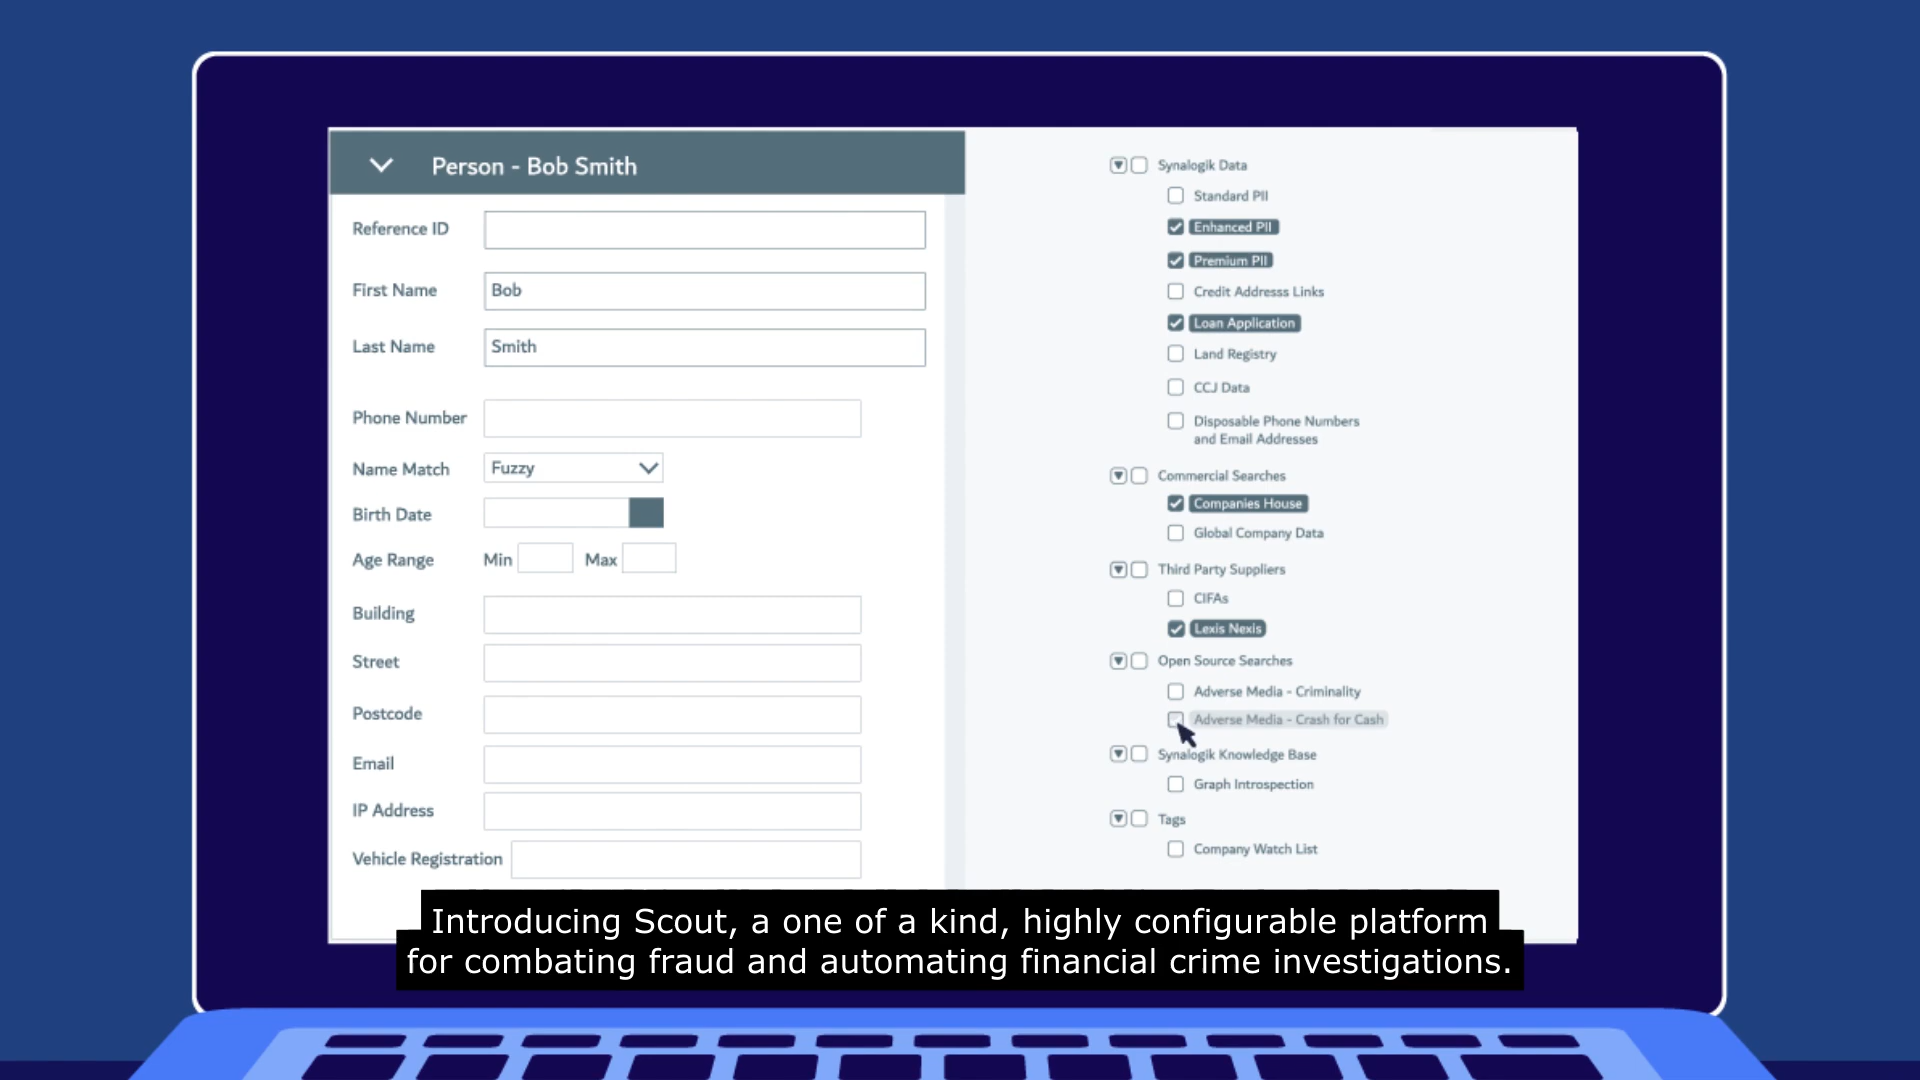 Person - Bob Smith
Reference ID
First Name
Bob
Last Name
Smith
Phone Number
Name Match
Fuzzy
Birth Date
Age Range
Min
Max
Building
Street
Postcode
Email
IP Address
Vehicle Registration
Synalogik Data
Standard PII
Enhanced PII
Premium PII
Credit Addresss Links
Loan Application
Land Registry
CCJ Data
Disposable Phone Numbers
and Email Addresses
Commercial Searches
Companies House
Global Company Data
Third Party Suppliers
CIFAs
Lexis Nexis
Open Source Searches
Adverse Media - Criminality
Adverse Media - Crash for Cash
Synalogik Knowledge Base
Graph Introspection
Tags
Company Watch List
Introducing Scout, a one of a kind, highly configurable platform
for combating fraud and automating financial crime investigations.